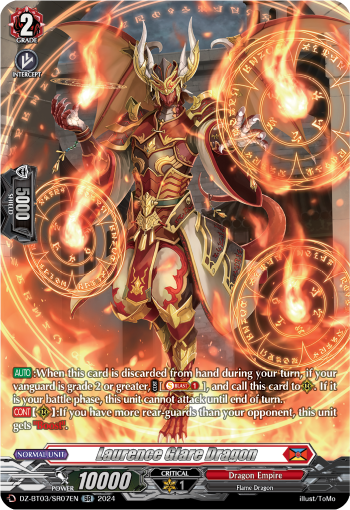 2
GRADE
INTERCEPT
5000
SHIELD
AUTO:When this card is discarded from hand during your turn, if your
vanguard is grade 2 or greater, [BLAST 1], and call this card to R. If it
is your battle phase, this unit cannot attack until end of turn.
CONT[R]:If you have more rear-guards than your opponent, this unit
gets "Boost".
NORMAL UNIT
Laurence Glare Dragon
POWER 10000
CRITICAL
1
Dragon Empire
Flame Dragon
DZ-BT03/SR07EN SR 2024
illust/ToMo